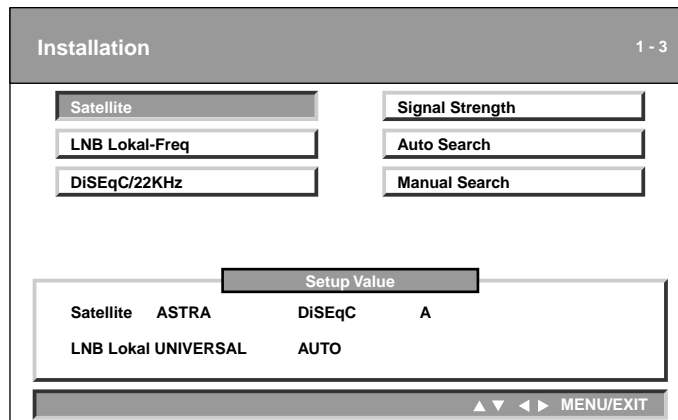 Installation 1 - 3
Satellite Signal Strength
LNB Lokal-Freq Auto Search
DiSEqC/22KHz Manual Search
Setup Value
Satellite ASTRA DiSEqC A
LNB Lokal UNIVERSAL AUTO
▲▼ ◀▶ MENU/EXIT